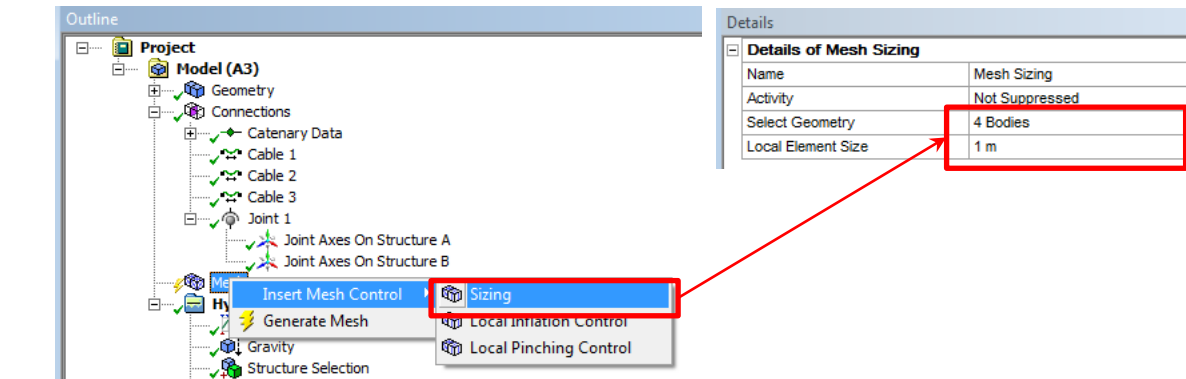 Outline
Project
Model (A3)
Geometry
Connections
Catenary Data
Cable 1
Cable 2
Cable 3
Joint 1
Joint Axes On Structure A
Joint Axes On Structure B
Insert Mesh Control
Generate Mesh
Sizing
Local Inflation Control
Local Pinching Control
Gravity
Structure Selection
Details
Details of Mesh Sizing
Name Mesh Sizing
Activity Not Suppressed
Select Geometry 4 Bodies
Local Element Size 1 m